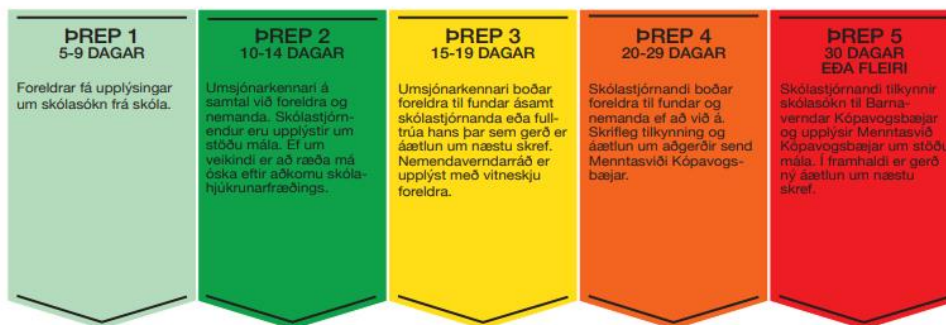 ÞREP 1
5-9 DAGAR
Foreldrar fá upplýsingar
um skólasókn frá skóla.
ÞREP 2
10-14 DAGAR
Umsjónarkennari á
samtal við foreldra og
nemanda. Skólastjórn-
endur eru upplýstir um
stöðu mála. Ef um
veikindi er að ræða má
óska eftir aðkomu skóla-
hjúkrunarfræðings.
ÞREP 3
15-19 DAGAR
Umsjónarkennari boðar
foreldra til fundar ásamt
skólastjórnanda eða full-
trúa hans þar sem gerð er
áætlun um næstu skref.
Nemendaverndarráð er
upplýst með vitneskju
foreldra.
ÞREP 4
20-29 DAGAR
Skólastjórnandi boðar
foreldra til fundar og
nemanda ef að við á.
Skrifleg tilkynning og
áætlun um aðgerðir send
Menntasviði Kópavogs-
bæjar.
ÞREP 5
30 DAGAR
EÐA FLEIRI
Skólastjórnandi tilkynnir
skólasókn til Barna-
verndar Kópavogsbæjar
og upplýsir Menntasvið
Kópavogsbæjar um stöðu
mála. Í framhaldi er gerð
ný áætlun um næstu
skref.